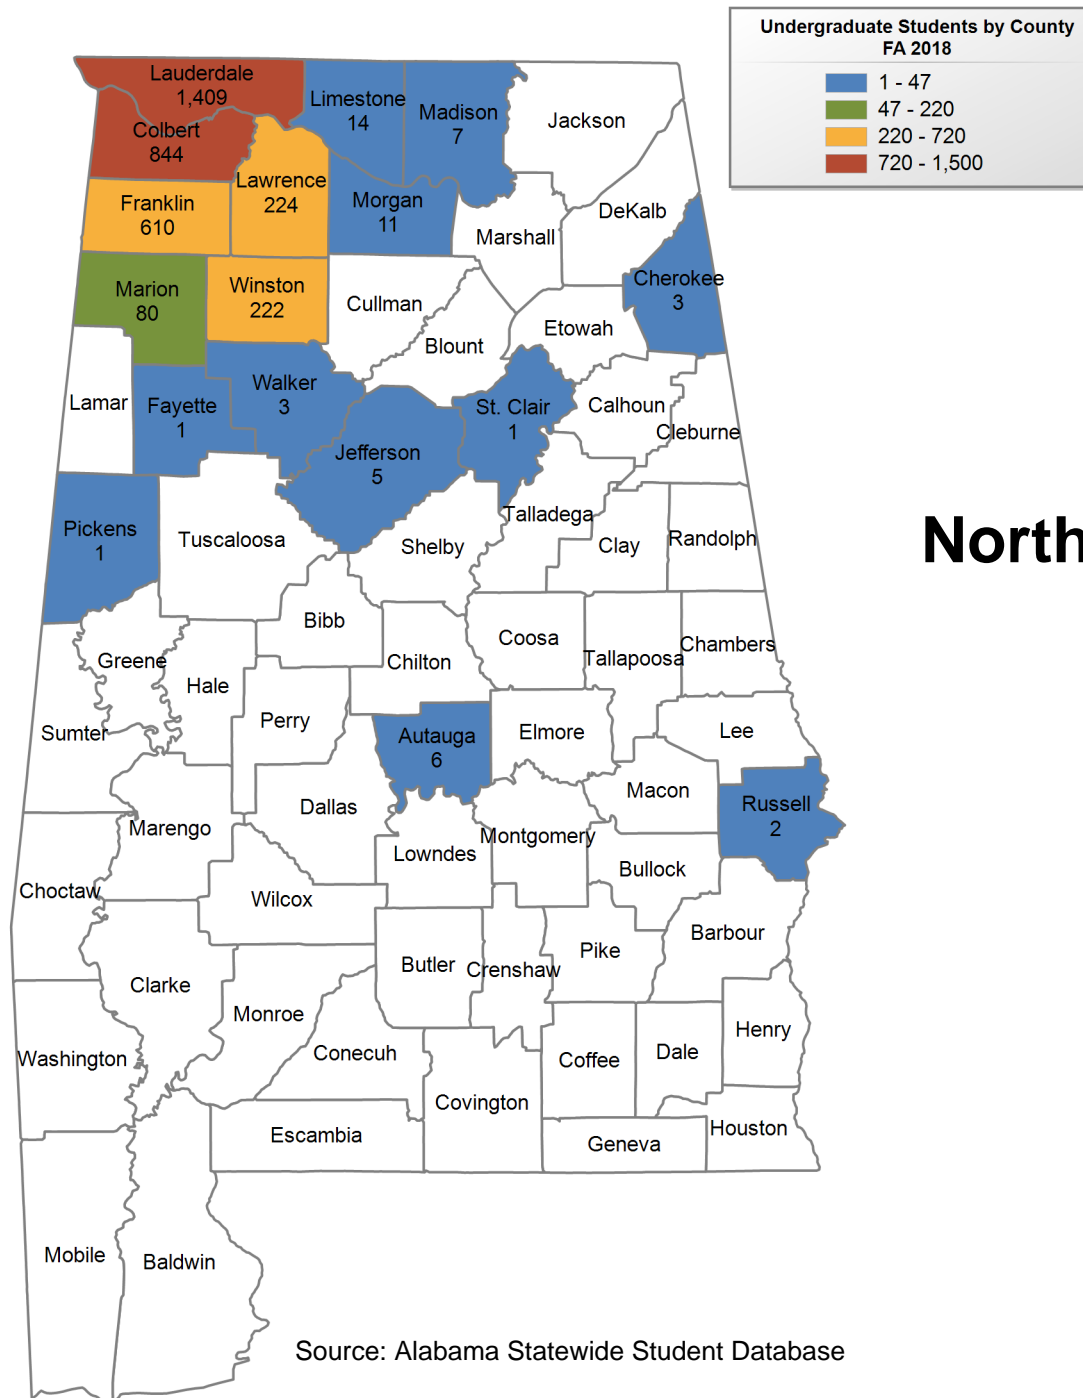 Undergraduate Students by County
FA 2018
1 - 47
47 - 220
220 - 720
720 - 1,500
Lauderdale
1,409
Limestone
14
Madison
7
Jackson
Colbert
844
Lawrence
224
Franklin
610
Morgan
11
DeKalb
Marshall
Cherokee
3
Marion
80
Winston
222
Cullman
Etowah
Blount
Walker
3
Lamar
Fayette
1
St. Clair
1
Calhoun
Cleburne
Jefferson
5
Pickens
1
Tuscaloosa
Shelby
Talladega
Clay
Randolph
North
Bibb
Coosa
Chambers
Greene
Chilton
Tallapoosa
Hale
Perry
Sumter
Autauga
6
Elmore
Lee
Macon
Russell
2
Dallas
Marengo
Montgomery
Lowndes
Bullock
Choctaw
Wilcox
Barbour
Pike
Butler
Crenshaw
Clarke
Monroe
Henry
Conecuh
Dale
Coffee
Washington
Covington
Houston
Escambia
Geneva
Mobile
Baldwin
Source: Alabama Statewide Student Database